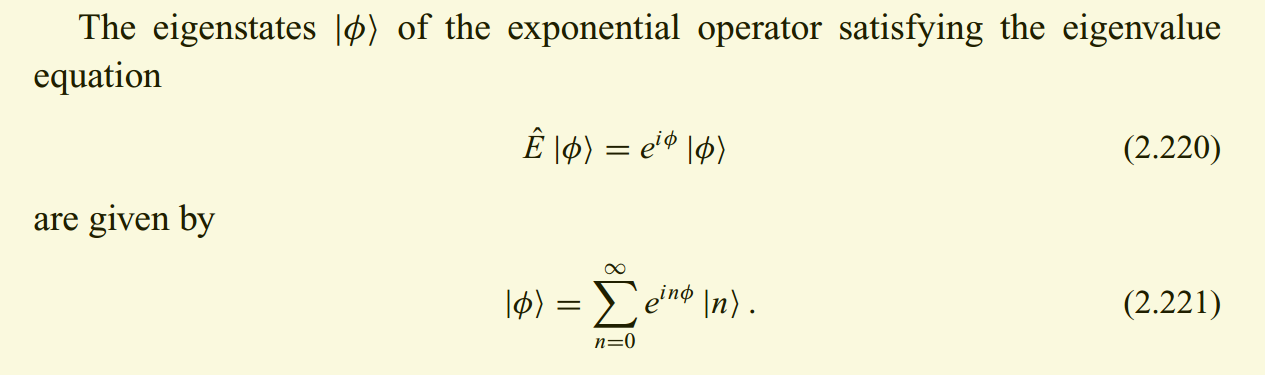 The eigenstates |ϕ⟩ of the exponential operator satisfying the eigenvalue
equation
Ê |ϕ⟩ = e^{iϕ} |ϕ⟩ (2.220)
are given by
|ϕ⟩ = ∑_{n=0}^{∞} e^{inϕ} |n⟩ . (2.221)